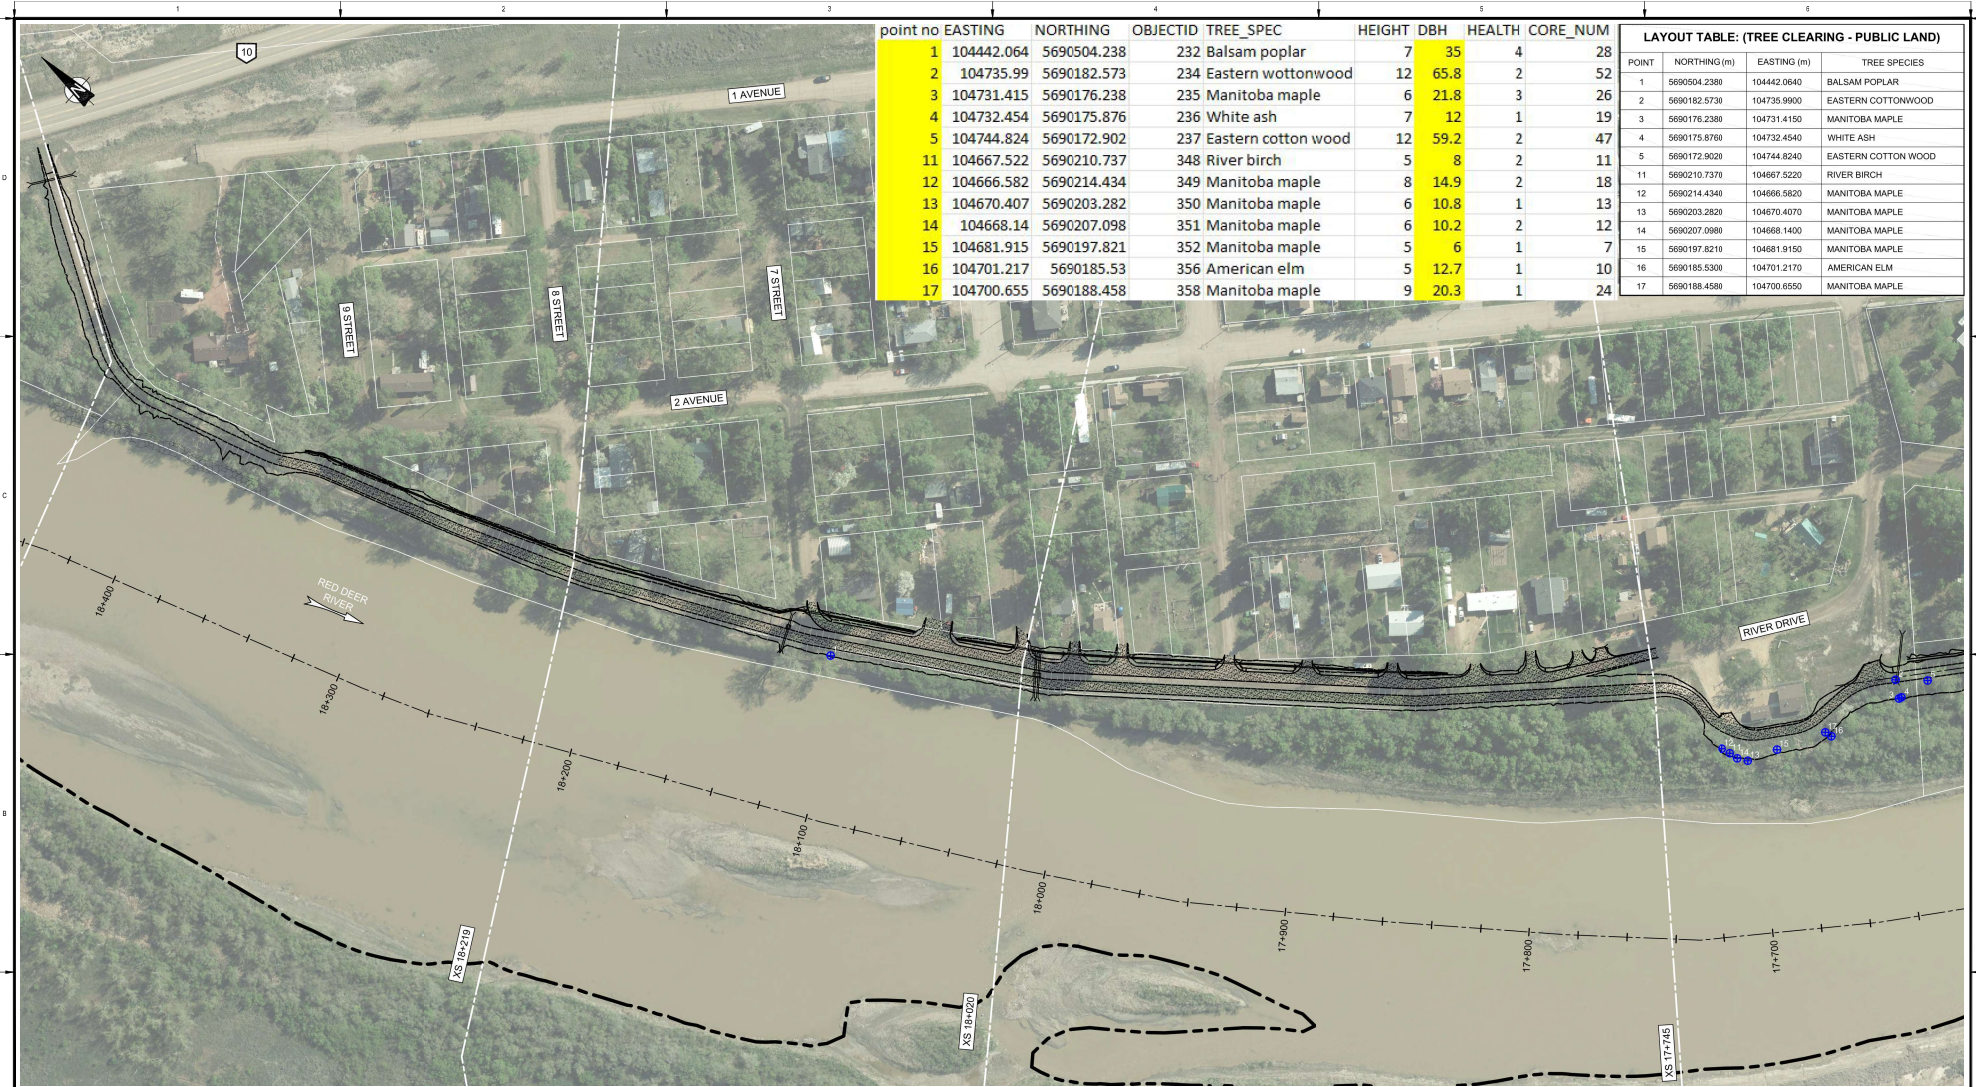 1 2 3 4 5 6
10
N
1 AVENUE
point no EASTING NORTHING OBJECTID TREE_SPEC HEIGHT DBH HEALTH CORE_NUM
1 104442.064 5690504.238 232 Balsam poplar 7 35 4 28
2 104735.99 5690182.573 234 Eastern wottonwood 12 65.8 2 52
3 104731.415 5690176.238 235 Manitoba maple 6 21.8 3 26
4 104732.454 5690175.876 236 White ash 7 12 1 19
5 104744.824 5690172.902 237 Eastern cotton wood 12 59.2 2 47
11 104667.522 5690210.737 348 River birch 5 8 2 11
12 104666.582 5690214.434 349 Manitoba maple 8 14.9 2 18
13 104670.407 5690203.282 350 Manitoba maple 6 10.8 1 13
14 104668.14 5690207.098 351 Manitoba maple 6 10.2 2 12
15 104681.915 5690197.821 352 Manitoba maple 5 6 1 7
16 104701.217 5690185.53 356 American elm 5 12.7 1 10
17 104700.655 5690188.458 358 Manitoba maple 9 20.3 1 24
LAYOUT TABLE: (TREE CLEARING - PUBLIC LAND)
POINT NORTHING (m) EASTING (m) TREE SPECIES
1 5690504.2380 104442.0640 BALSAM POPLAR
2 5690182.5730 104735.9900 EASTERN COTTONWOOD
3 5690176.2380 104731.4150 MANITOBA MAPLE
4 5690175.8760 104732.4540 WHITE ASH
5 5690172.9020 104744.8240 EASTERN COTTON WOOD
11 5690210.7370 104667.5220 RIVER BIRCH
12 5690214.4340 104666.5820 MANITOBA MAPLE
13 5690203.2820 104670.4070 MANITOBA MAPLE
14 5690207.0980 104668.1400 MANITOBA MAPLE
15 5690197.8210 104681.9150 MANITOBA MAPLE
16 5690185.5300 104701.2170 AMERICAN ELM
17 5690188.4580 104700.6550 MANITOBA MAPLE
D
9 STREET
8 STREET
7 STREET
2 AVENUE
C
RED DEER
RIVER
RIVER DRIVE
4
17
16
12
11
14
13
15
B
18+400
18+300
18+200
18+100
18+000
17+900
17+800
17+700
XS 18+219
XS 18+020
XS 17+745